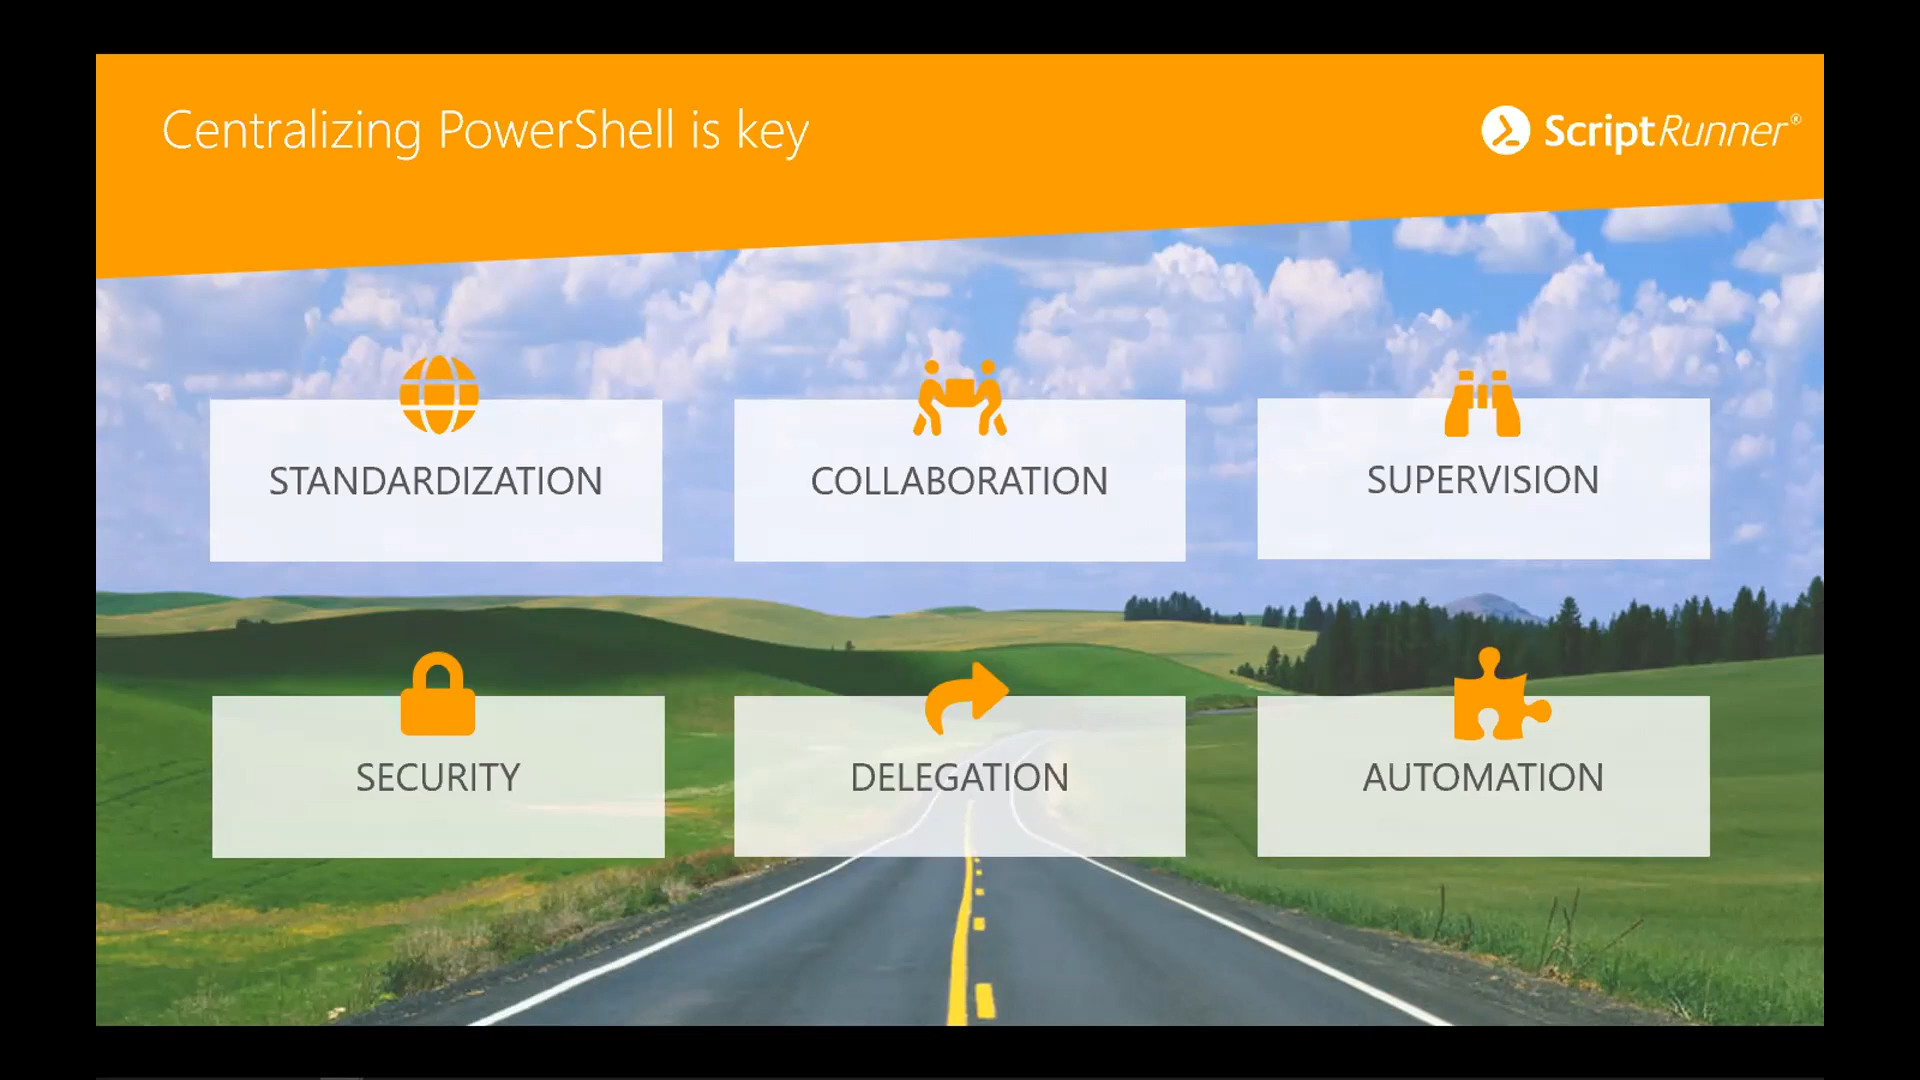 Centralizing PowerShell is key
ScriptRunner®
STANDARDIZATION
COLLABORATION
SUPERVISION
SECURITY
DELEGATION
AUTOMATION